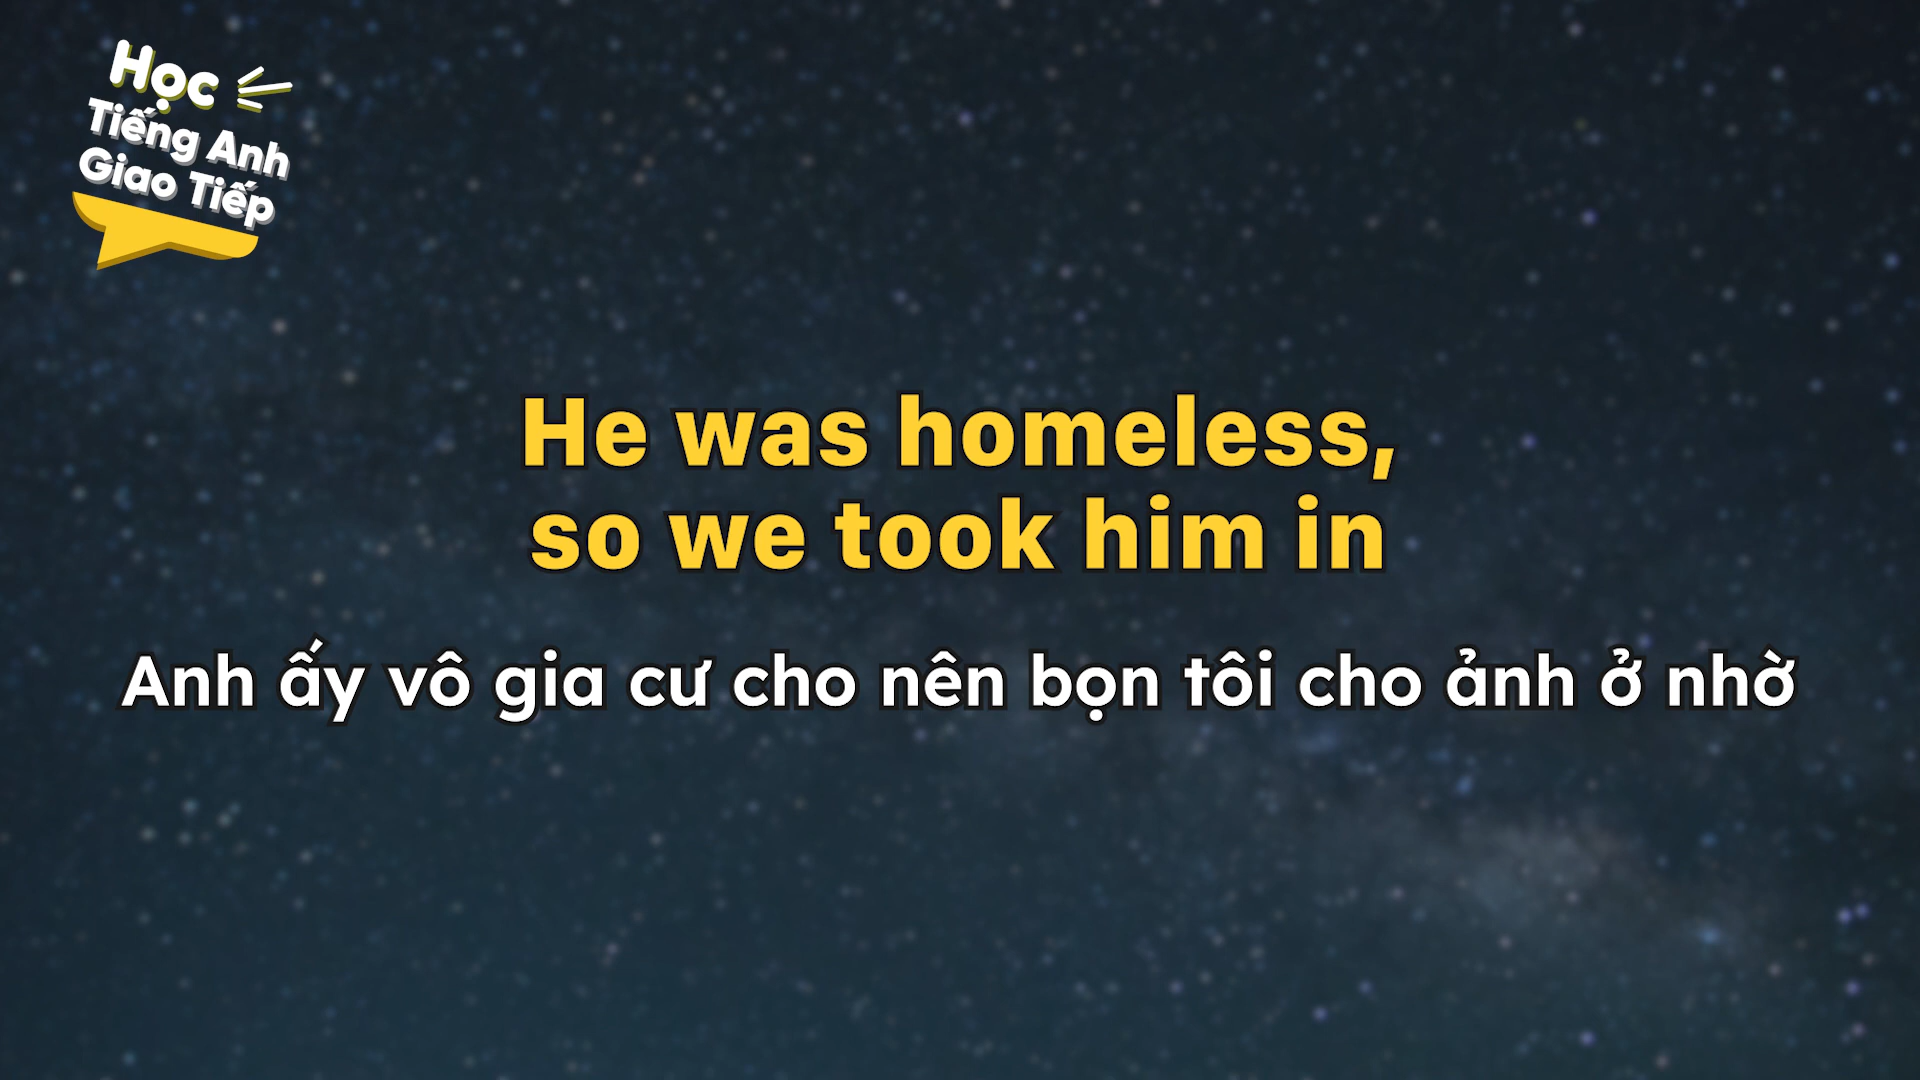 Học
Tiếng Anh
Giao Tiếp
He was homeless,
so we took him in
Anh ấy vô gia cư cho nên bọn tôi cho ảnh ở nhờ